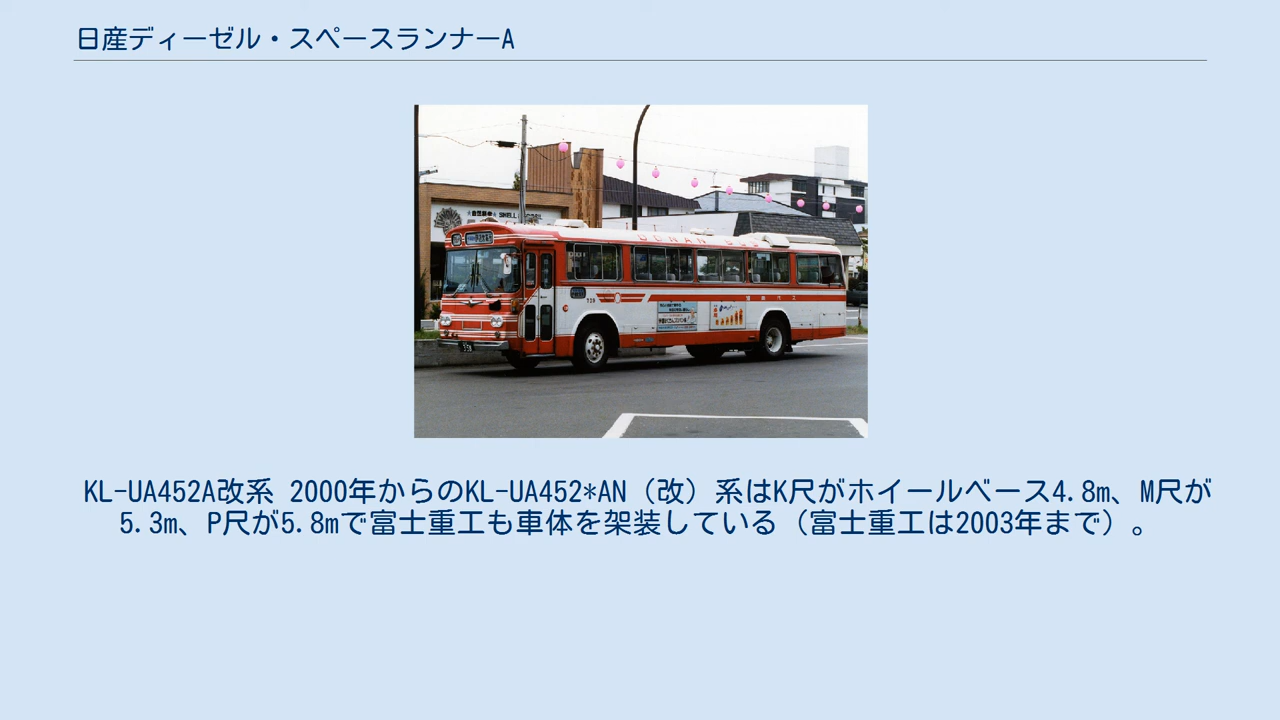 日産ディーゼル・スペースランナーA
KL-UA452A改系 2000年からのKL-UA452*AN（改）系はK尺がホイールベース4.8m、M尺が
5.3m、P尺が5.8mで富士重工も車体を架装している（富士重工は2003年まで）。